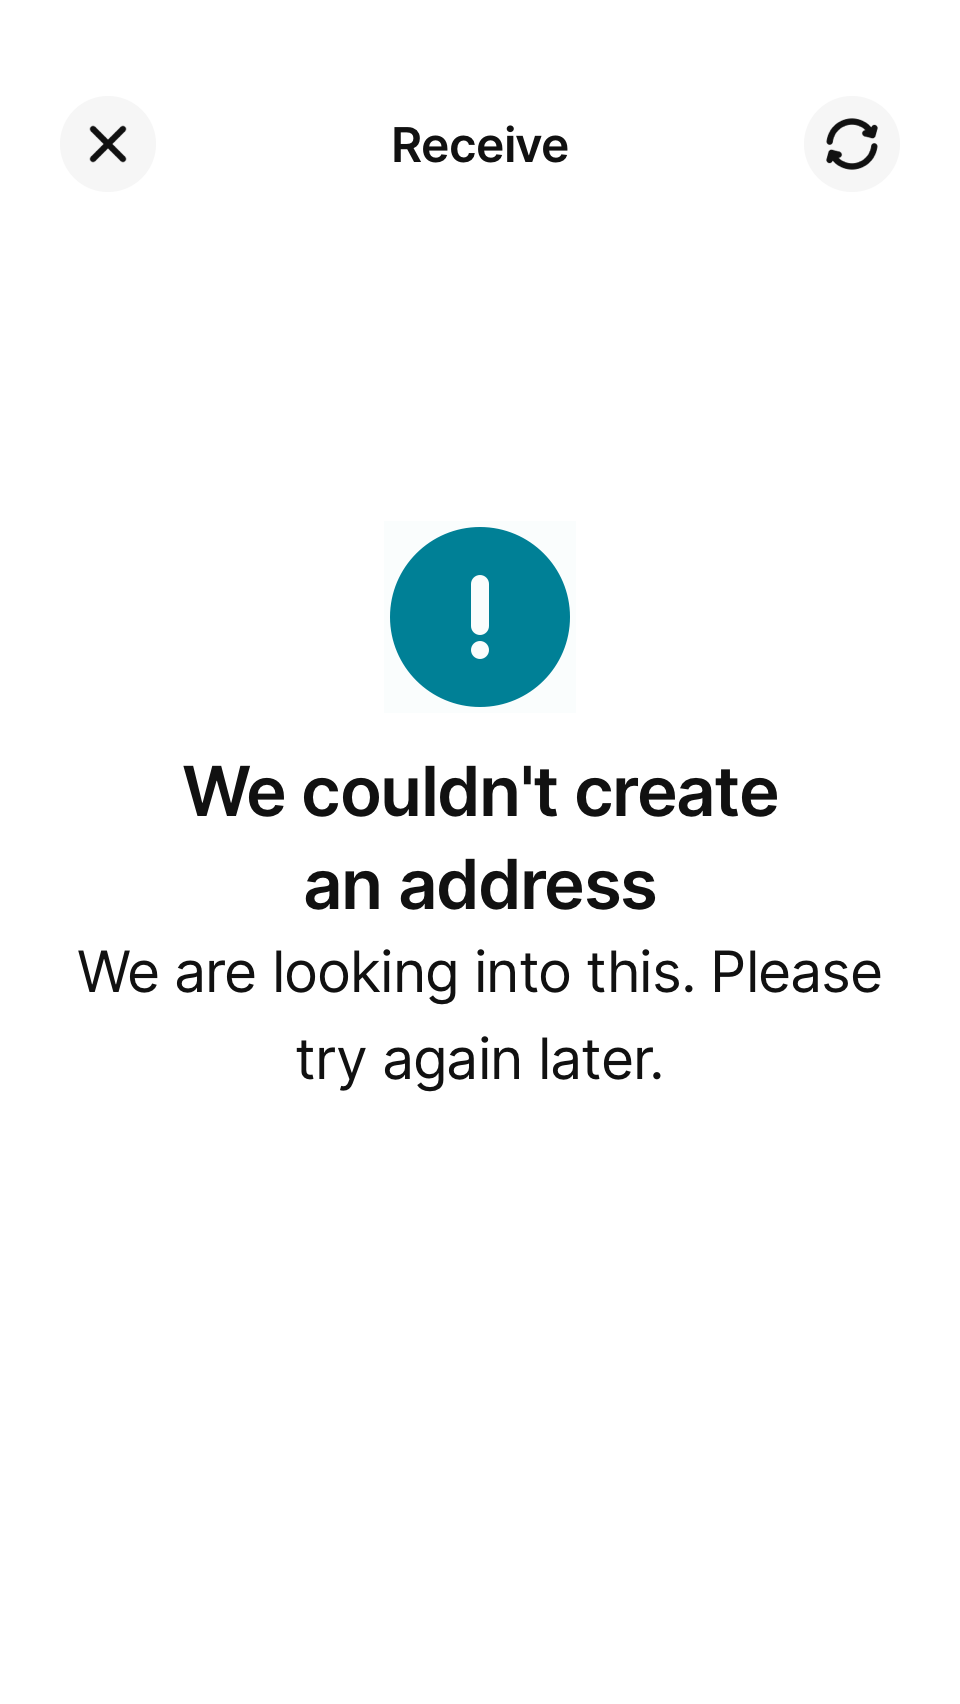 Receive
We couldn't create
an address
We are looking into this. Please
try again later.